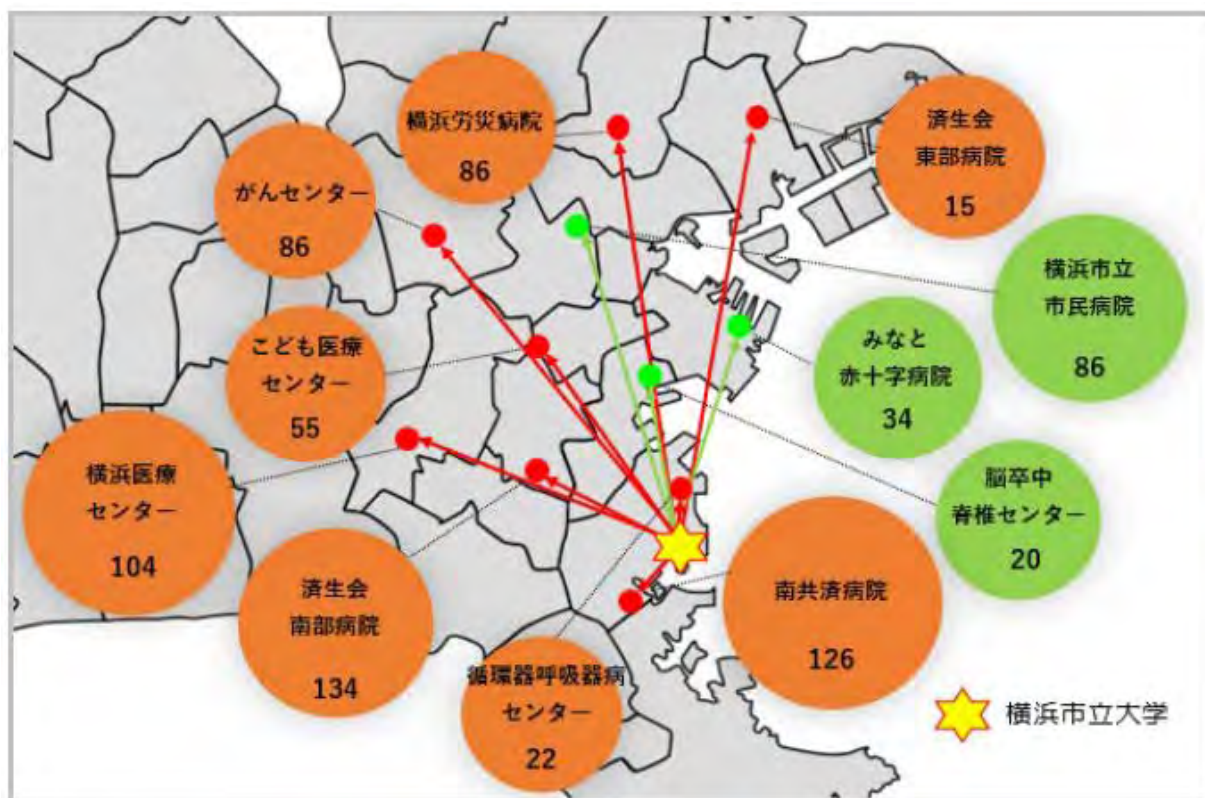 横浜労災病院
86
済生会
東部病院
15
がんセンター
86
横浜市立
市民病院
86
みなと
赤十字病院
34
こども医療
センター
55
横浜医療
センター
104
脳卒中
脊椎センター
20
済生会
南部病院
134
南共済病院
126
循環器呼吸器病
センター
22
横浜市立大学